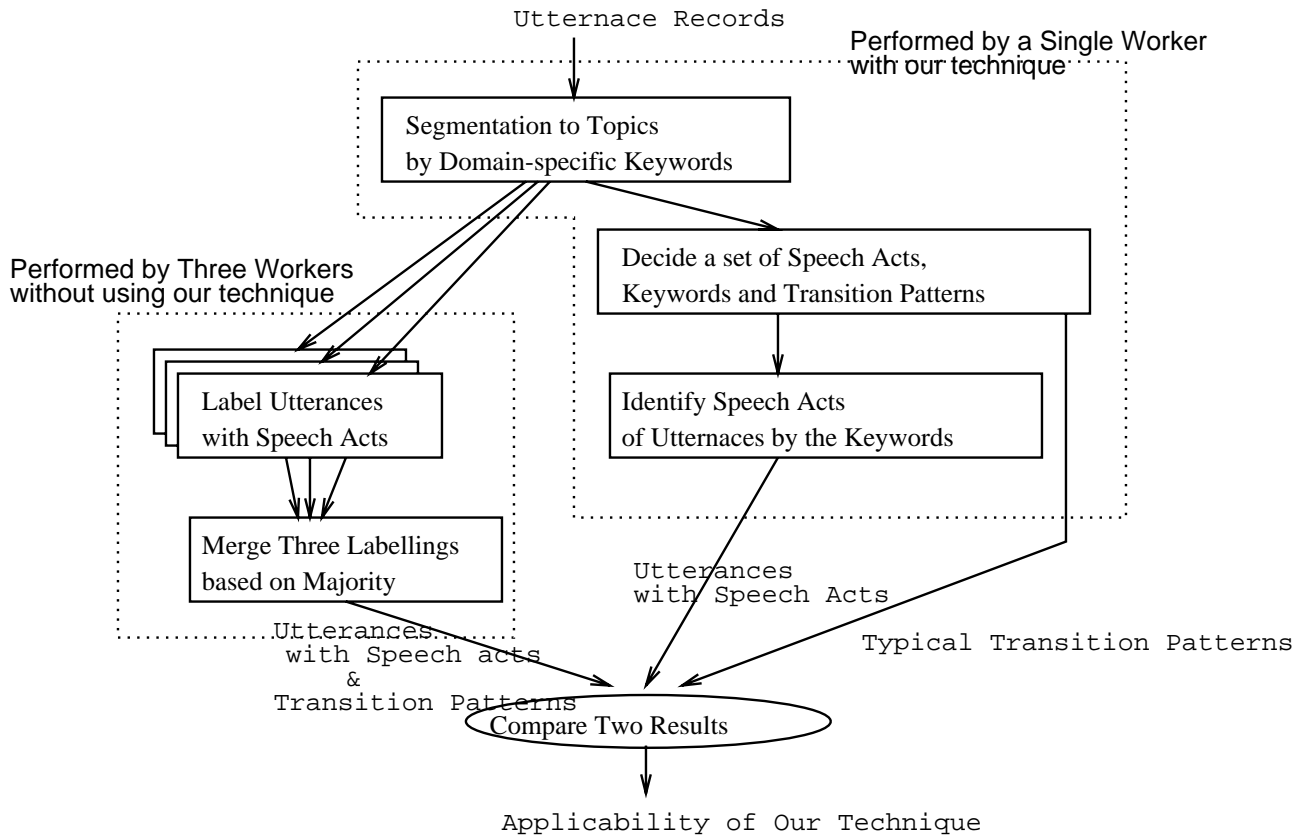 Utternace Records
Performed by a Single Worker
with our technique
Segmentation to Topics
by Domain-specific Keywords
Decide a set of Speech Acts,
Keywords and Transition Patterns
Performed by Three Workers
without using our technique
Label Utterances
with Speech Acts
Identify Speech Acts
of Utternaces by the Keywords
Merge Three Labellings
based on Majority
Utterances
with Speech Acts
Utterances
with Speech acts
&
Transition Patterns
Typical Transition Patterns
Compare Two Results
Applicability of Our Technique